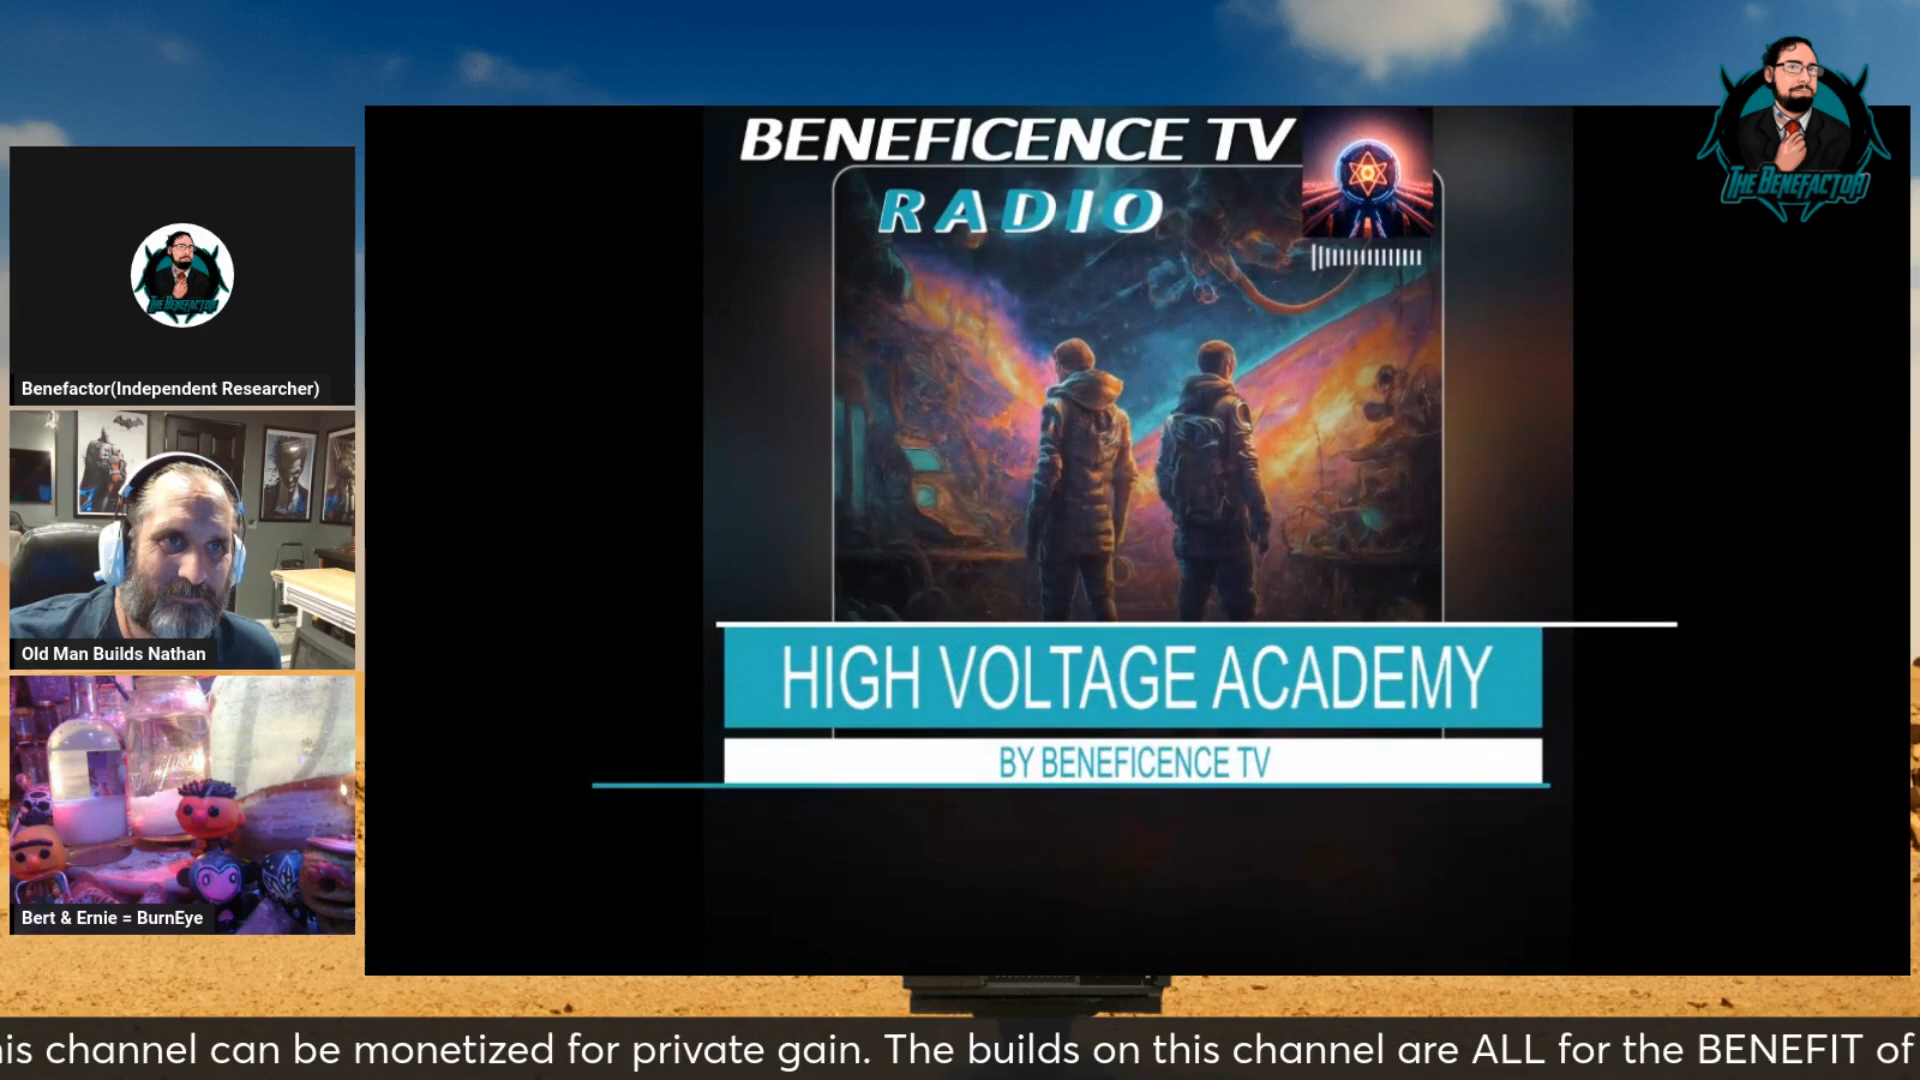 BENEFICENCE TV
RADIO
THE BENEFACTOR
Benefactor(Independent Researcher)
Old Man Builds Nathan
Bert & Ernie = BurnEye
HIGH VOLTAGE ACADEMY
BY BENEFICENCE TV
his channel can be monetized for private gain. The builds on this channel are ALL for the BENEFIT of